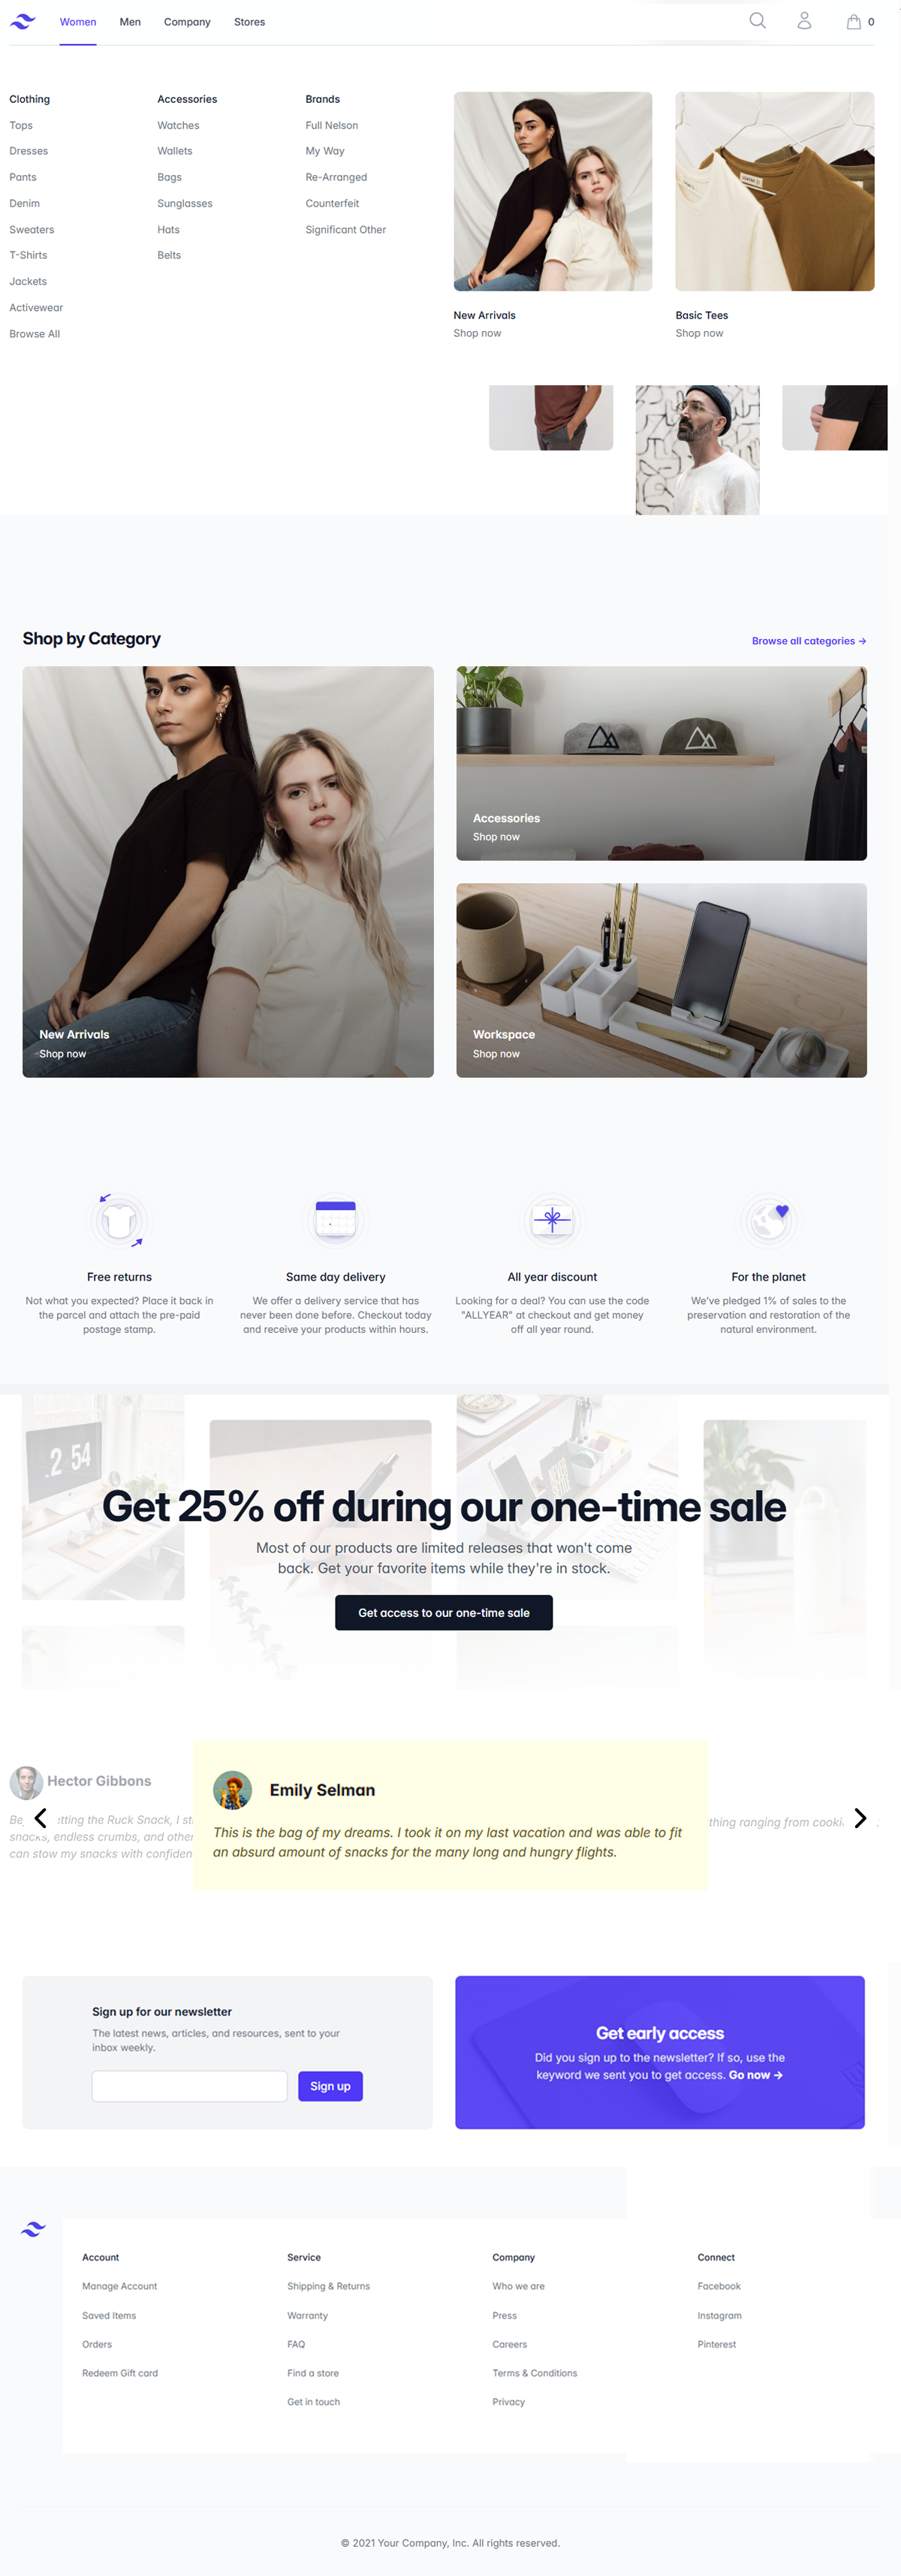 Women Men Company Stores 0
Clothing
Tops
Dresses
Pants
Denim
Sweaters
T-Shirts
Jackets
Activewear
Browse All
Accessories
Watches
Wallets
Bags
Sunglasses
Hats
Belts
Brands
Full Nelson
My Way
Re-Arranged
Counterfeit
Significant Other
New Arrivals
Shop now
Basic Tees
Shop now
Shop by Category
Browse all categories →
New Arrivals
Shop now
Accessories
Shop now
Workspace
Shop now
Free returns
Not what you expected? Place it back in
the parcel and attach the pre-paid
postage stamp.
Same day delivery
We offer a delivery service that has
never been done before. Checkout today
and receive your products within hours.
All year discount
Looking for a deal? You can use the code
"ALLYEAR" at checkout and get money
off all year round.
For the planet
We've pledged 1% of sales to the
preservation and restoration of the
natural environment.
2 54
Get 25% off during our one-time sale
Most of our products are limited releases that won't come
back. Get your favorite items while they're in stock.
Get access to our one-time sale
Hector Gibbons
tting the Ruck Snack, I
snacks, endless crumbs, and other
can stow my snacks with
Emily Selman
This is the bag of my dreams. I took it on my last vacation and was able to fit
an absurd amount of snacks for the many long and hungry flights.
thing ranging from
Sign up for our newsletter
The latest news, articles, and resources, sent to your
inbox weekly.
Sign up
Get early access
Did you sign up to the newsletter? If so, use the
keyword we sent you to get access. Go now →
Account
Manage Account
Saved Items
Orders
Redeem Gift card
Service
Shipping & Returns
Warranty
FAQ
Find a store
Get in touch
Company
Who we are
Press
Careers
Terms & Conditions
Privacy
Connect
Facebook
Instagram
Pinterest
© 2021 Your Company, Inc. All rights reserved.